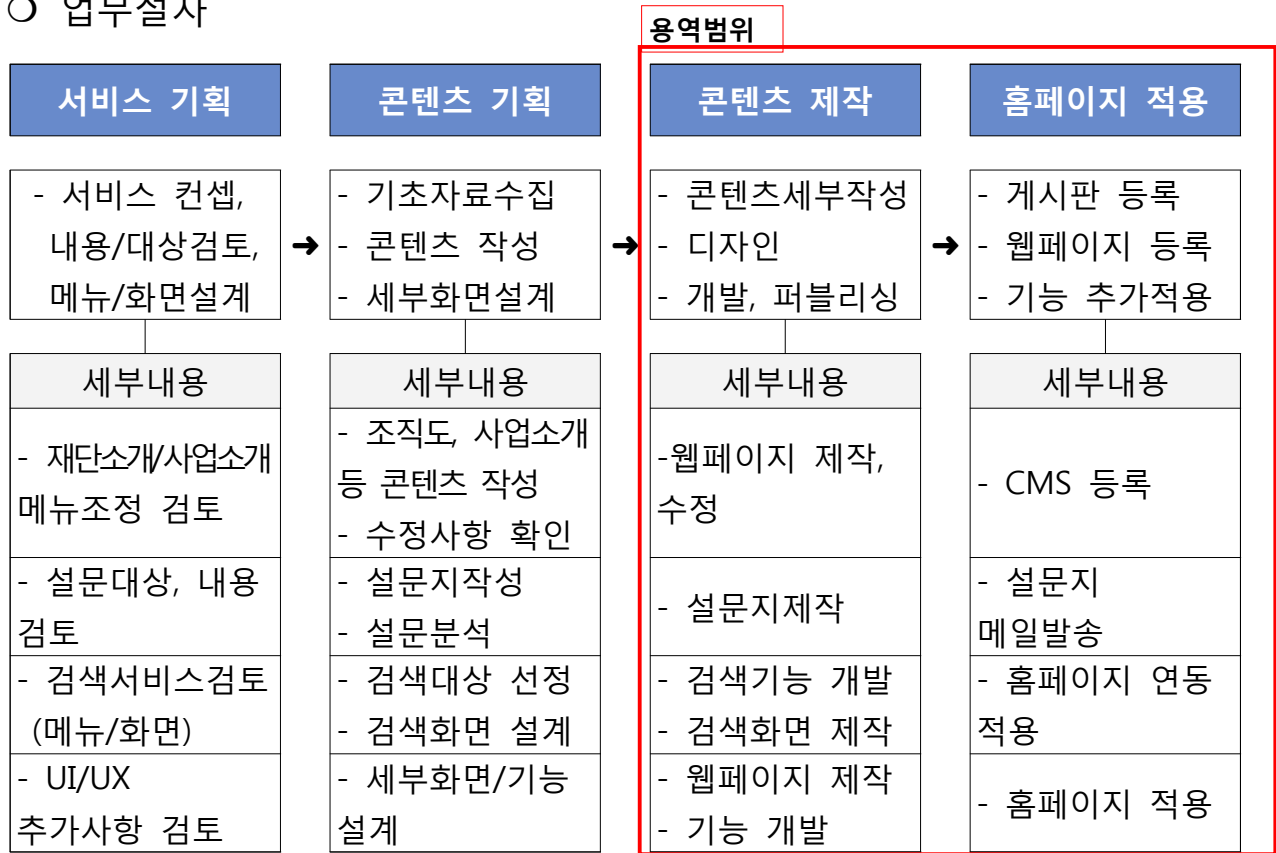 ❍ 업무절차
용역범위
서비스 기획
콘텐츠 기획
콘텐츠 제작
홈페이지 적용
- 서비스 컨셉,
내용/대상검토,
메뉴/화면설계
➜
- 기초자료수집
- 콘텐츠 작성
- 세부화면설계
➜
- 콘텐츠세부작성
- 디자인
- 개발, 퍼블리싱
➜
- 게시판 등록
- 웹페이지 등록
- 기능 추가적용
세부내용
세부내용
세부내용
세부내용
- 재단소개/사업소개
메뉴조정 검토
- 조직도, 사업소개
등 콘텐츠 작성
- 수정사항 확인
-웹페이지 제작,
수정
- CMS 등록
- 설문대상, 내용
검토
- 설문지작성
- 설문분석
- 설문지제작
- 설문지
메일발송
- 검색서비스검토
(메뉴/화면)
- 검색대상 선정
- 검색화면 설계
- 검색기능 개발
- 검색화면 제작
- 홈페이지 연동
적용
- UI/UX
추가사항 검토
- 세부화면/기능
설계
- 웹페이지 제작
- 기능 개발
- 홈페이지 적용